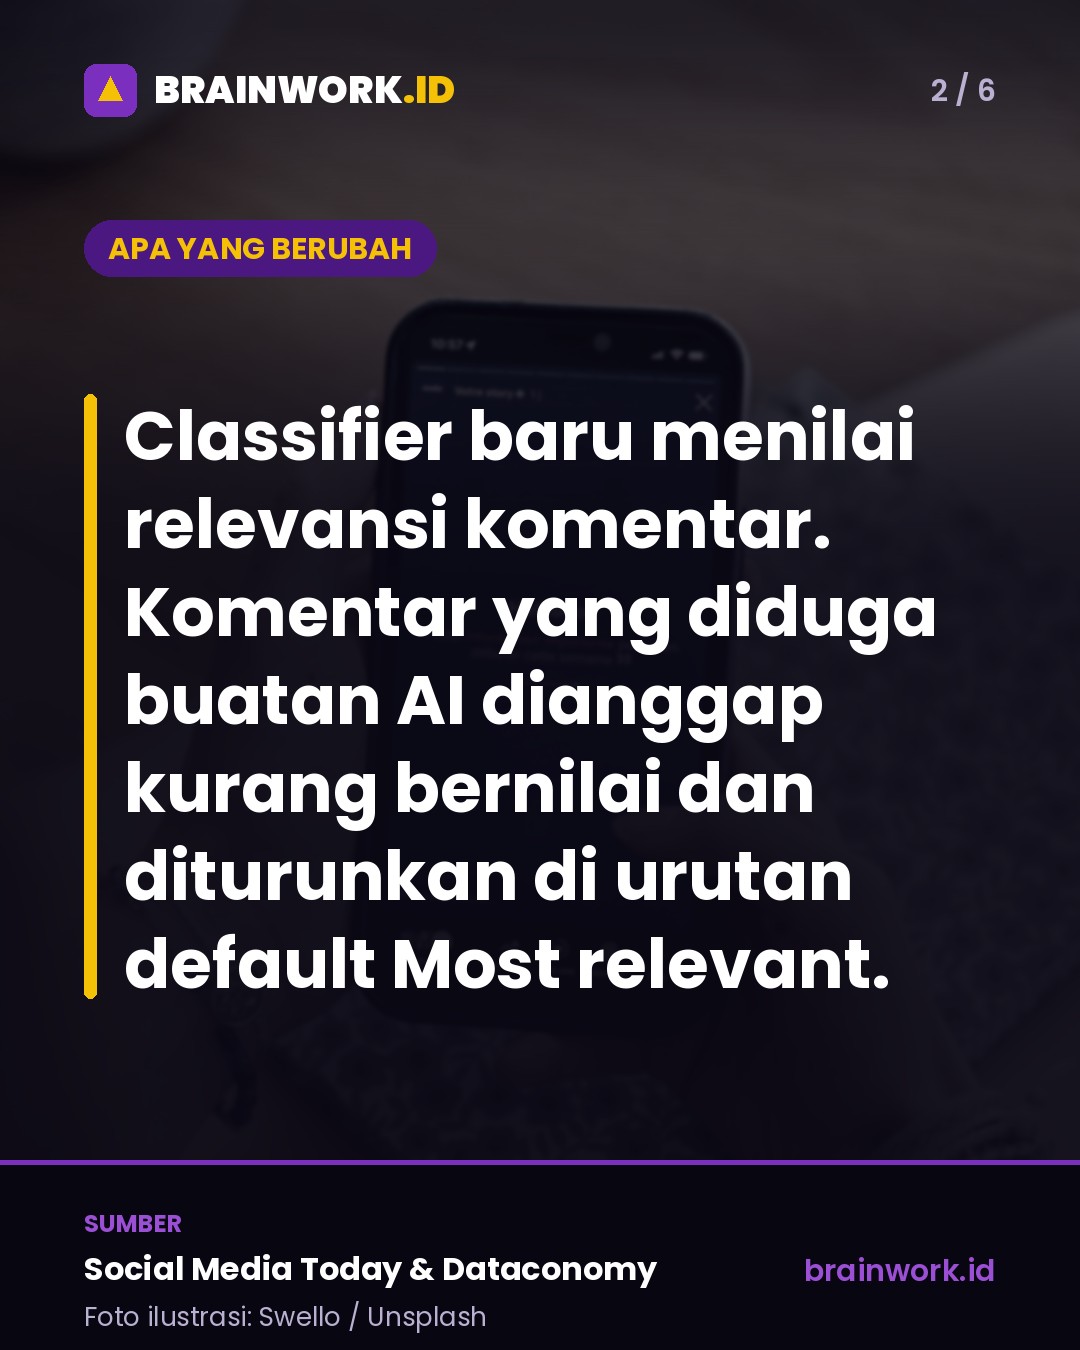 BRAINWORK.ID
2 / 6
APA YANG BERUBAH
10:57
Classifier baru menilai
relevansi komentar.
Komentar yang diduga
buatan AI dianggap
kurang bernilai dan
diturunkan di urutan
default Most relevant.
SUMBER
Social Media Today & Dataconomy
brainwork.id
Foto ilustrasi: Swello / Unsplash